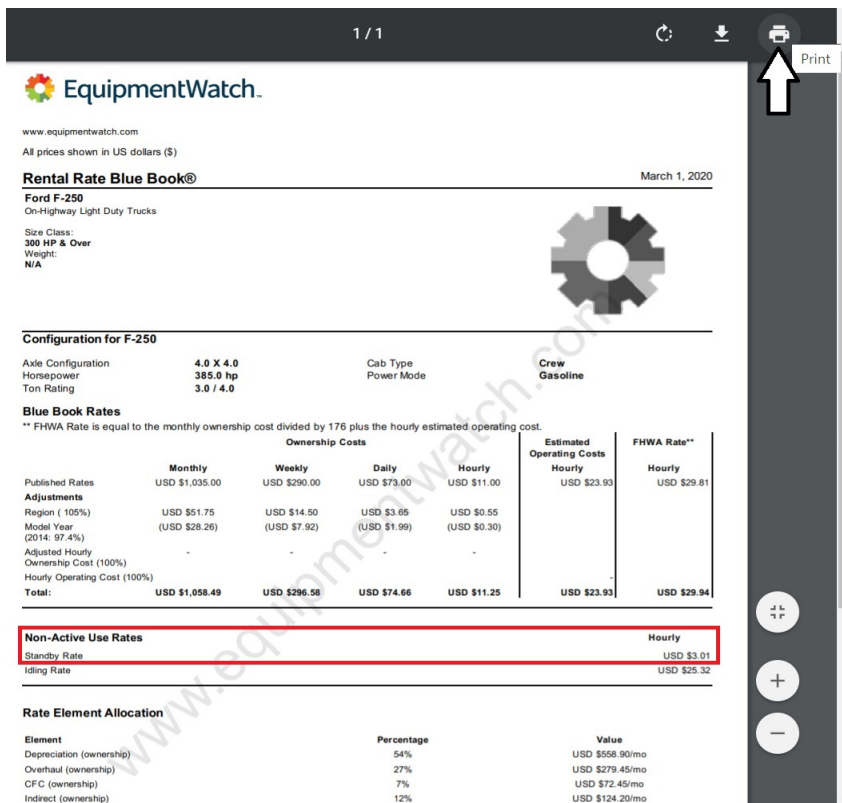 1 / 1
Print
EquipmentWatch™
www.equipmentwatch.com
All prices shown in US dollars ($)
Rental Rate Blue Book® March 1, 2020
Ford F-250
On-Highway Light Duty Trucks
Size Class:
300 HP & Over
Weight:
N/A
Configuration for F-250
Axle Configuration 4.0 X 4.0 Cab Type Crew
Horsepower 385.0 hp Power Mode Gasoline
Ton Rating 3.0 / 4.0
Blue Book Rates
** FHWA Rate is equal to the monthly ownership cost divided by 176 plus the hourly estimated operating cost.
Ownership Costs Estimated FHWA Rate**
Operating Costs
Monthly Weekly Daily Hourly Hourly Hourly
Published Rates USD $1,035.00 USD $290.00 USD $73.00 USD $11.00 USD $23.93 USD $29.81
Adjustments
Region ( 105%) USD $51.75 USD $14.50 USD $3.65 USD $0.55
Model Year (USD $28.26) (USD $7.92) (USD $1.99) (USD $0.30)
(2014: 97.4%)
Adjusted Hourly - - - -
Ownership Cost (100%)
Hourly Operating Cost (100%) -
Total: USD $1,058.49 USD $296.58 USD $74.66 USD $11.25 USD $23.93 USD $29.94
Non-Active Use Rates Hourly
Standby Rate USD $3.01
Idling Rate USD $25.32
Rate Element Allocation
Element Percentage Value
Depreciation (ownership) 54% USD $558.90/mo
Overhaul (ownership) 27% USD $279.45/mo
CFC (ownership) 7% USD $72.45/mo
Indirect (ownership) 12% USD $124.20/mo
www.equipmentwatch.com